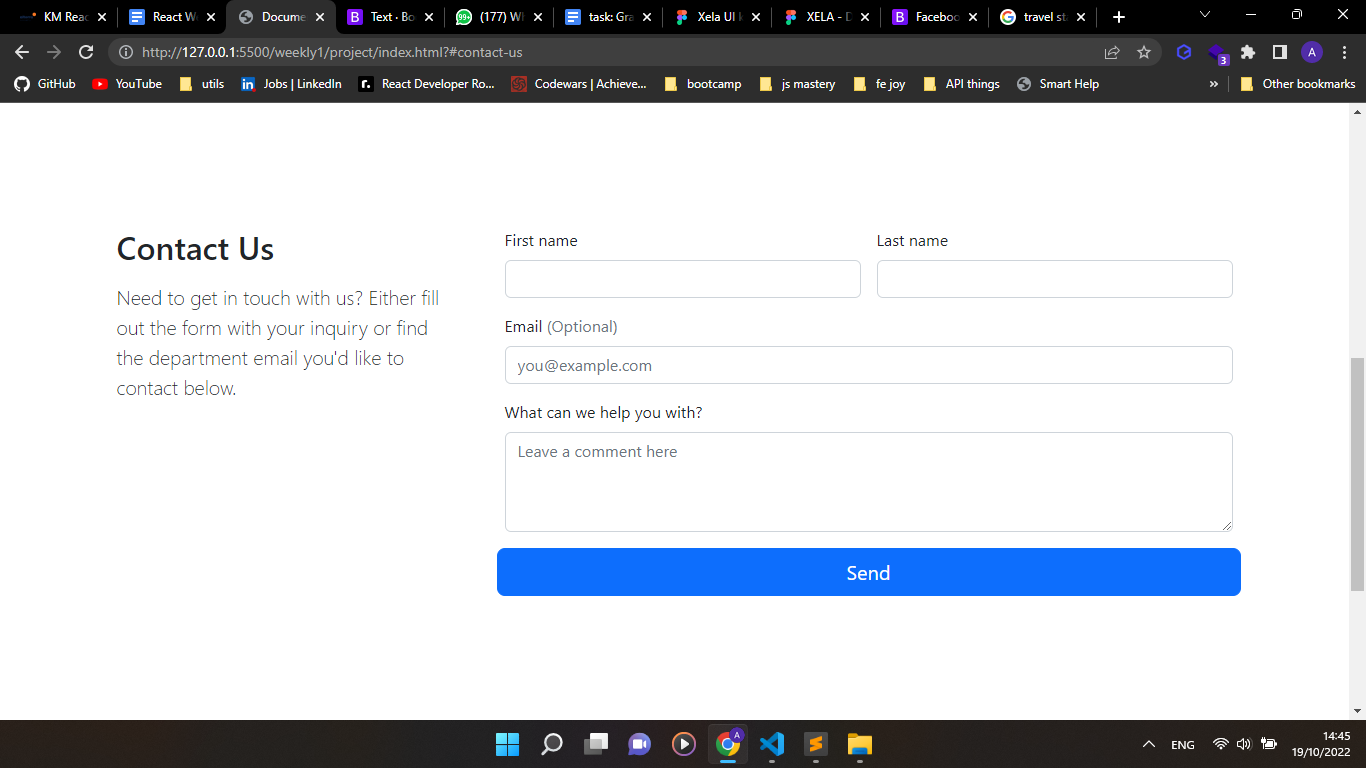 KM Reac
React We
Docume
Text · Bo
(177) Wh
task: Gra
Xela UI k
XELA - D
Faceboo
travel sta
http://127.0.0.1:5500/weekly1/project/index.html?#contact-us
A
3
GitHub
YouTube
utils
Jobs | LinkedIn
React Developer Ro...
Codewars | Achieve...
bootcamp
js mastery
fe joy
API things
Smart Help
»
Other bookmarks
Contact Us
Need to get in touch with us? Either fill
out the form with your inquiry or find
the department email you'd like to
contact below.
First name
Last name
Email (Optional)
you@example.com
What can we help you with?
Leave a comment here
Send
ENG
14:45
19/10/2022